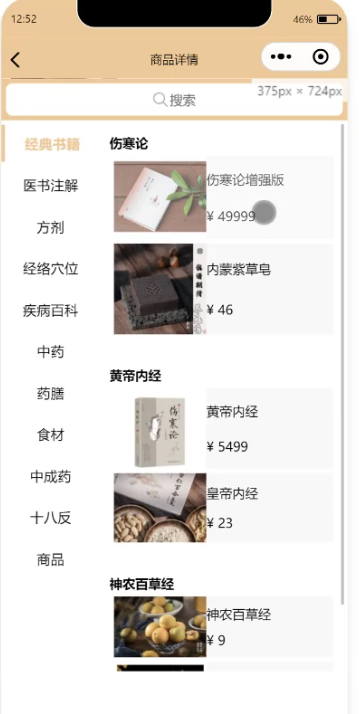 12:52
46%
商品详情
375px × 724px
搜索
经典书籍
医书注解
方剂
经络穴位
疾病百科
中药
药膳
食材
中成药
十八反
商品
伤寒论
伤寒论增强版
¥ 49999
内蒙紫草皂
¥ 46
黄帝内经
伤寒论
黄帝内经
¥ 5499
皇帝内经
¥ 23
神农百草经
神农百草经
¥ 9